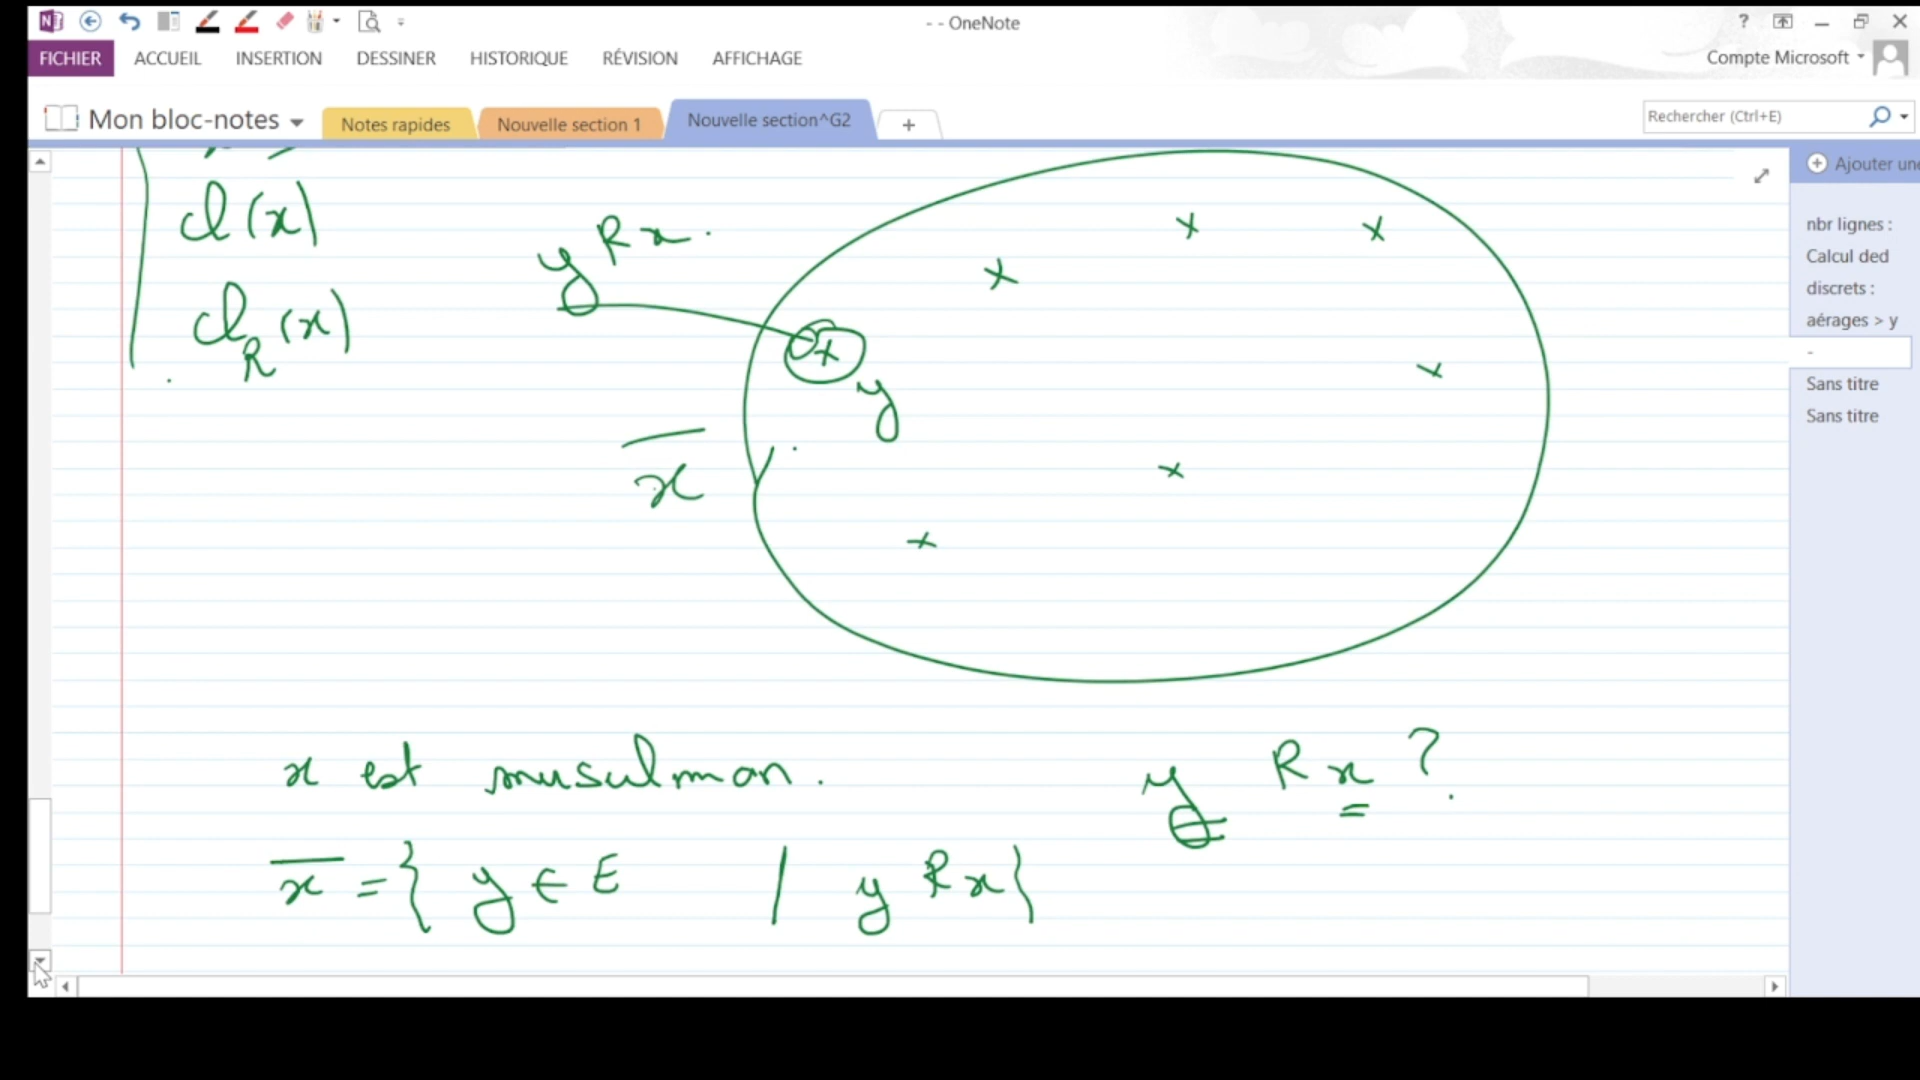 - - OneNote
?
FICHIER ACCUEIL INSERTION DESSINER HISTORIQUE RÉVISION AFFICHAGE
Compte Microsoft
Mon bloc-notes
Notes rapides
Nouvelle section 1
Nouvelle section^G2
+
Rechercher (Ctrl+E)
Ajouter une
nbr lignes :
Calcul ded
discrets :
aérages > y
-
Sans titre
Sans titre
cl(x)
cl_R(x)
y R x.
y
x̄
x est musulman.
y R x ?
x̄ = { y ∈ E / y R x }